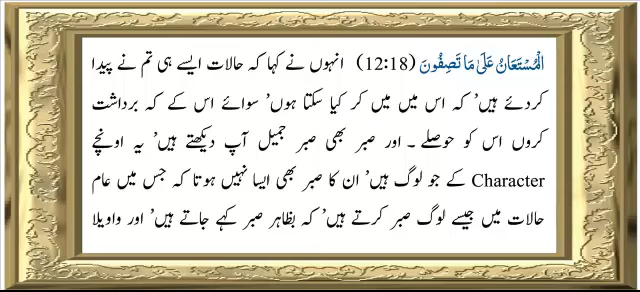 الْمُسْتَعَانُ عَلَىٰ مَا تَصِفُونَ (12:18) انہوں نے کہا کہ حالات ایسے ہی تم نے پیدا
کردئے ہیں’ کہ اس میں میں کر کیا سکتا ہوں’ سوائے اس کے کہ برداشت
کروں اس کو حوصلے ۔ اور صبر بھی صبر جمیل آپ دیکھتے ہیں’ یہ اونچے
Character کے جو لوگ ہیں’ ان کا صبر بھی ایسا نہیں ہوتا کہ جس میں عام
حالات میں جیسے لوگ صبر کرتے ہیں’ کہ بظاہر صبر کہے جاتے ہیں’ اور واویلا